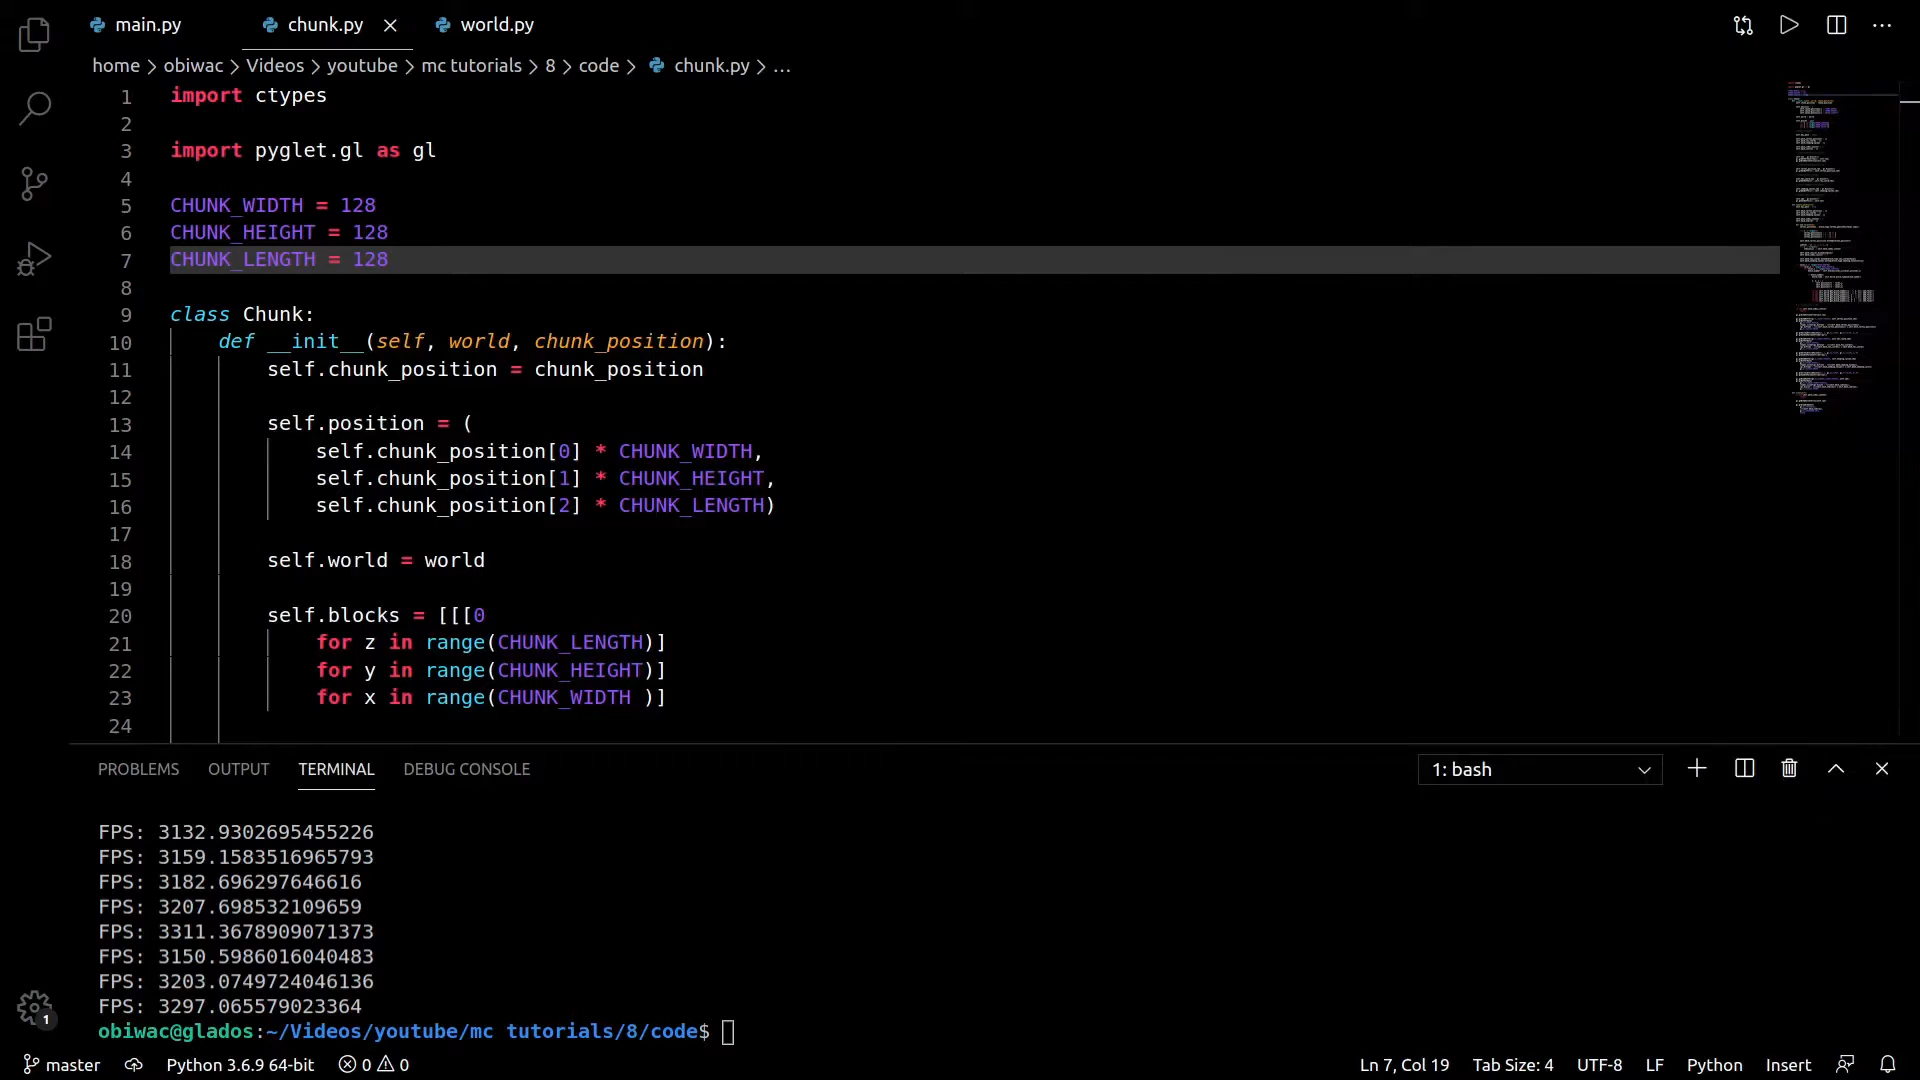 main.py chunk.py world.py
home > obiwac > Videos > youtube > mc tutorials > 8 > code > chunk.py > ...
1 import ctypes
2
3 import pyglet.gl as gl
4
5 CHUNK_WIDTH = 128
6 CHUNK_HEIGHT = 128
7 CHUNK_LENGTH = 128
8
9 class Chunk:
10 def __init__(self, world, chunk_position):
11 self.chunk_position = chunk_position
12
13 self.position = (
14 self.chunk_position[0] * CHUNK_WIDTH,
15 self.chunk_position[1] * CHUNK_HEIGHT,
16 self.chunk_position[2] * CHUNK_LENGTH)
17
18 self.world = world
19
20 self.blocks = [[[0
21 for z in range(CHUNK_LENGTH)]
22 for y in range(CHUNK_HEIGHT)]
23 for x in range(CHUNK_WIDTH )]
24
PROBLEMS OUTPUT TERMINAL DEBUG CONSOLE 1: bash
FPS: 3132.9302695455226
FPS: 3159.1583516965793
FPS: 3182.696297646616
FPS: 3207.698532109659
FPS: 3311.3678909071373
FPS: 3150.5986016040483
FPS: 3203.0749724046136
FPS: 3297.065579023364
obiwac@glados:~/Videos/youtube/mc tutorials/8/code$
1
master Python 3.6.9 64-bit 0 0 Ln 7, Col 19 Tab Size: 4 UTF-8 LF Python Insert